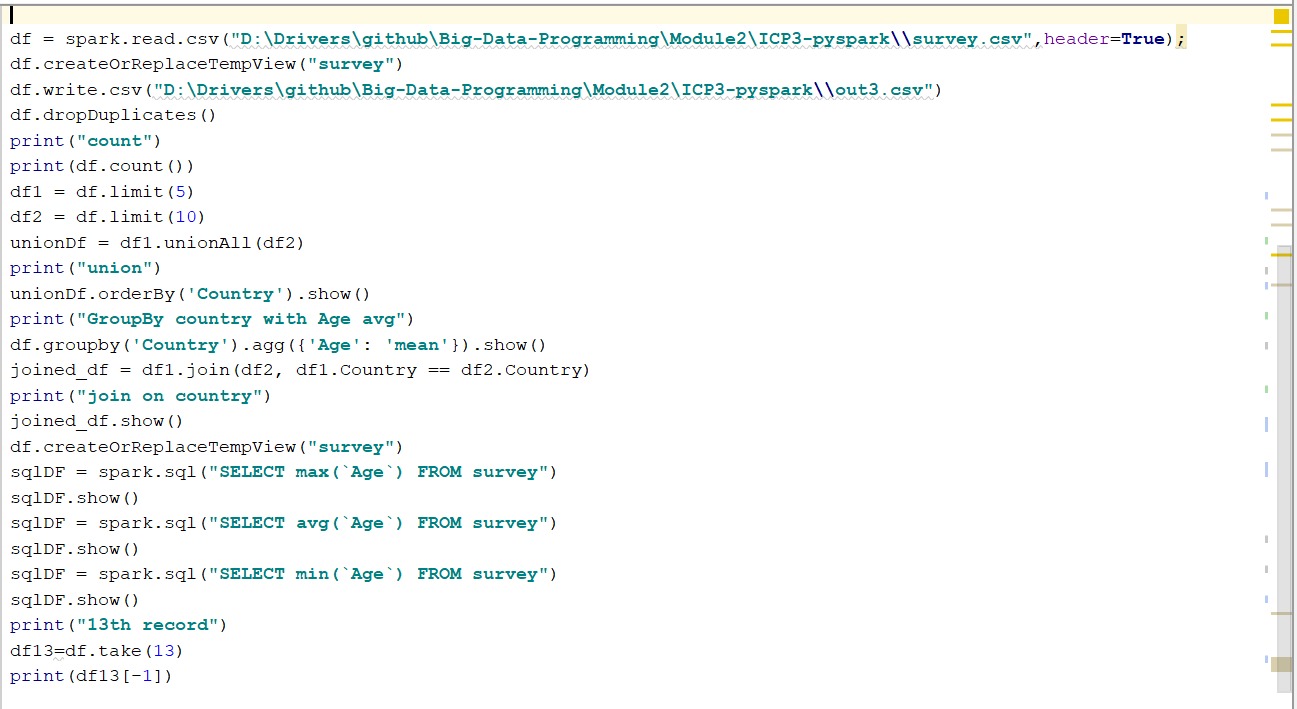 df = spark.read.csv("D:\Drivers\github\Big-Data-Programming\Module2\ICP3-pyspark\\survey.csv",header=True);
df.createOrReplaceTempView("survey")
df.write.csv("D:\Drivers\github\Big-Data-Programming\Module2\ICP3-pyspark\\out3.csv")
df.dropDuplicates()
print("count")
print(df.count())
df1 = df.limit(5)
df2 = df.limit(10)
unionDf = df1.unionAll(df2)
print("union")
unionDf.orderBy('Country').show()
print("GroupBy country with Age avg")
df.groupby('Country').agg({'Age': 'mean'}).show()
joined_df = df1.join(df2, df1.Country == df2.Country)
print("join on country")
joined_df.show()
df.createOrReplaceTempView("survey")
sqlDF = spark.sql("SELECT max(`Age`) FROM survey")
sqlDF.show()
sqlDF = spark.sql("SELECT avg(`Age`) FROM survey")
sqlDF.show()
sqlDF = spark.sql("SELECT min(`Age`) FROM survey")
sqlDF.show()
print("13th record")
df13=df.take(13)
print(df13[-1])